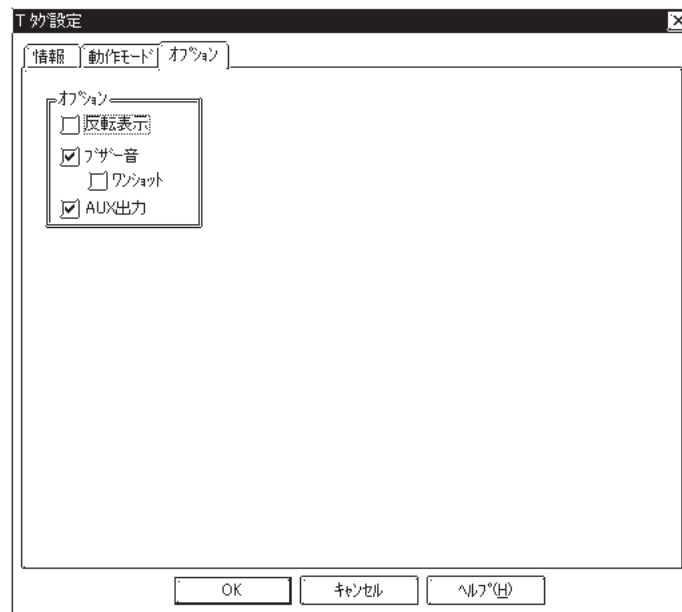 T ﾀｸﾞ設定
情報 動作ﾓｰﾄﾞ ｵﾌﾟｼｮﾝ
ｵﾌﾟｼｮﾝ
反転表示
ﾌﾞｻﾞｰ音
ﾜﾝｼｮｯﾄ
AUX出力
OK ｷｬﾝｾﾙ ﾍﾙﾌﾟ(H)